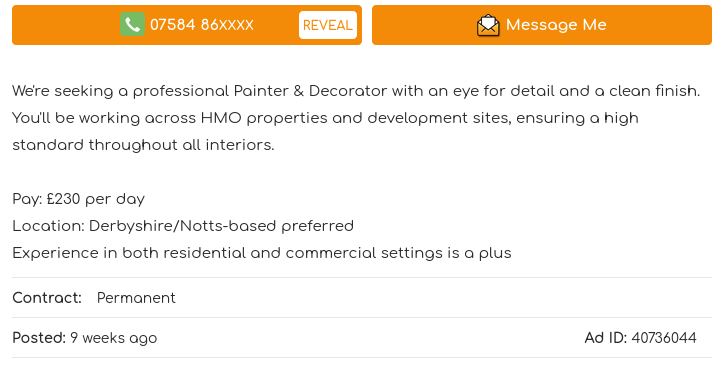 07584 86XXXX REVEAL Message Me
We're seeking a professional Painter & Decorator with an eye for detail and a clean finish.
You'll be working across HMO properties and development sites, ensuring a high
standard throughout all interiors.
Pay: £230 per day
Location: Derbyshire/Notts-based preferred
Experience in both residential and commercial settings is a plus
Contract: Permanent
Posted: 9 weeks ago Ad ID: 40736044